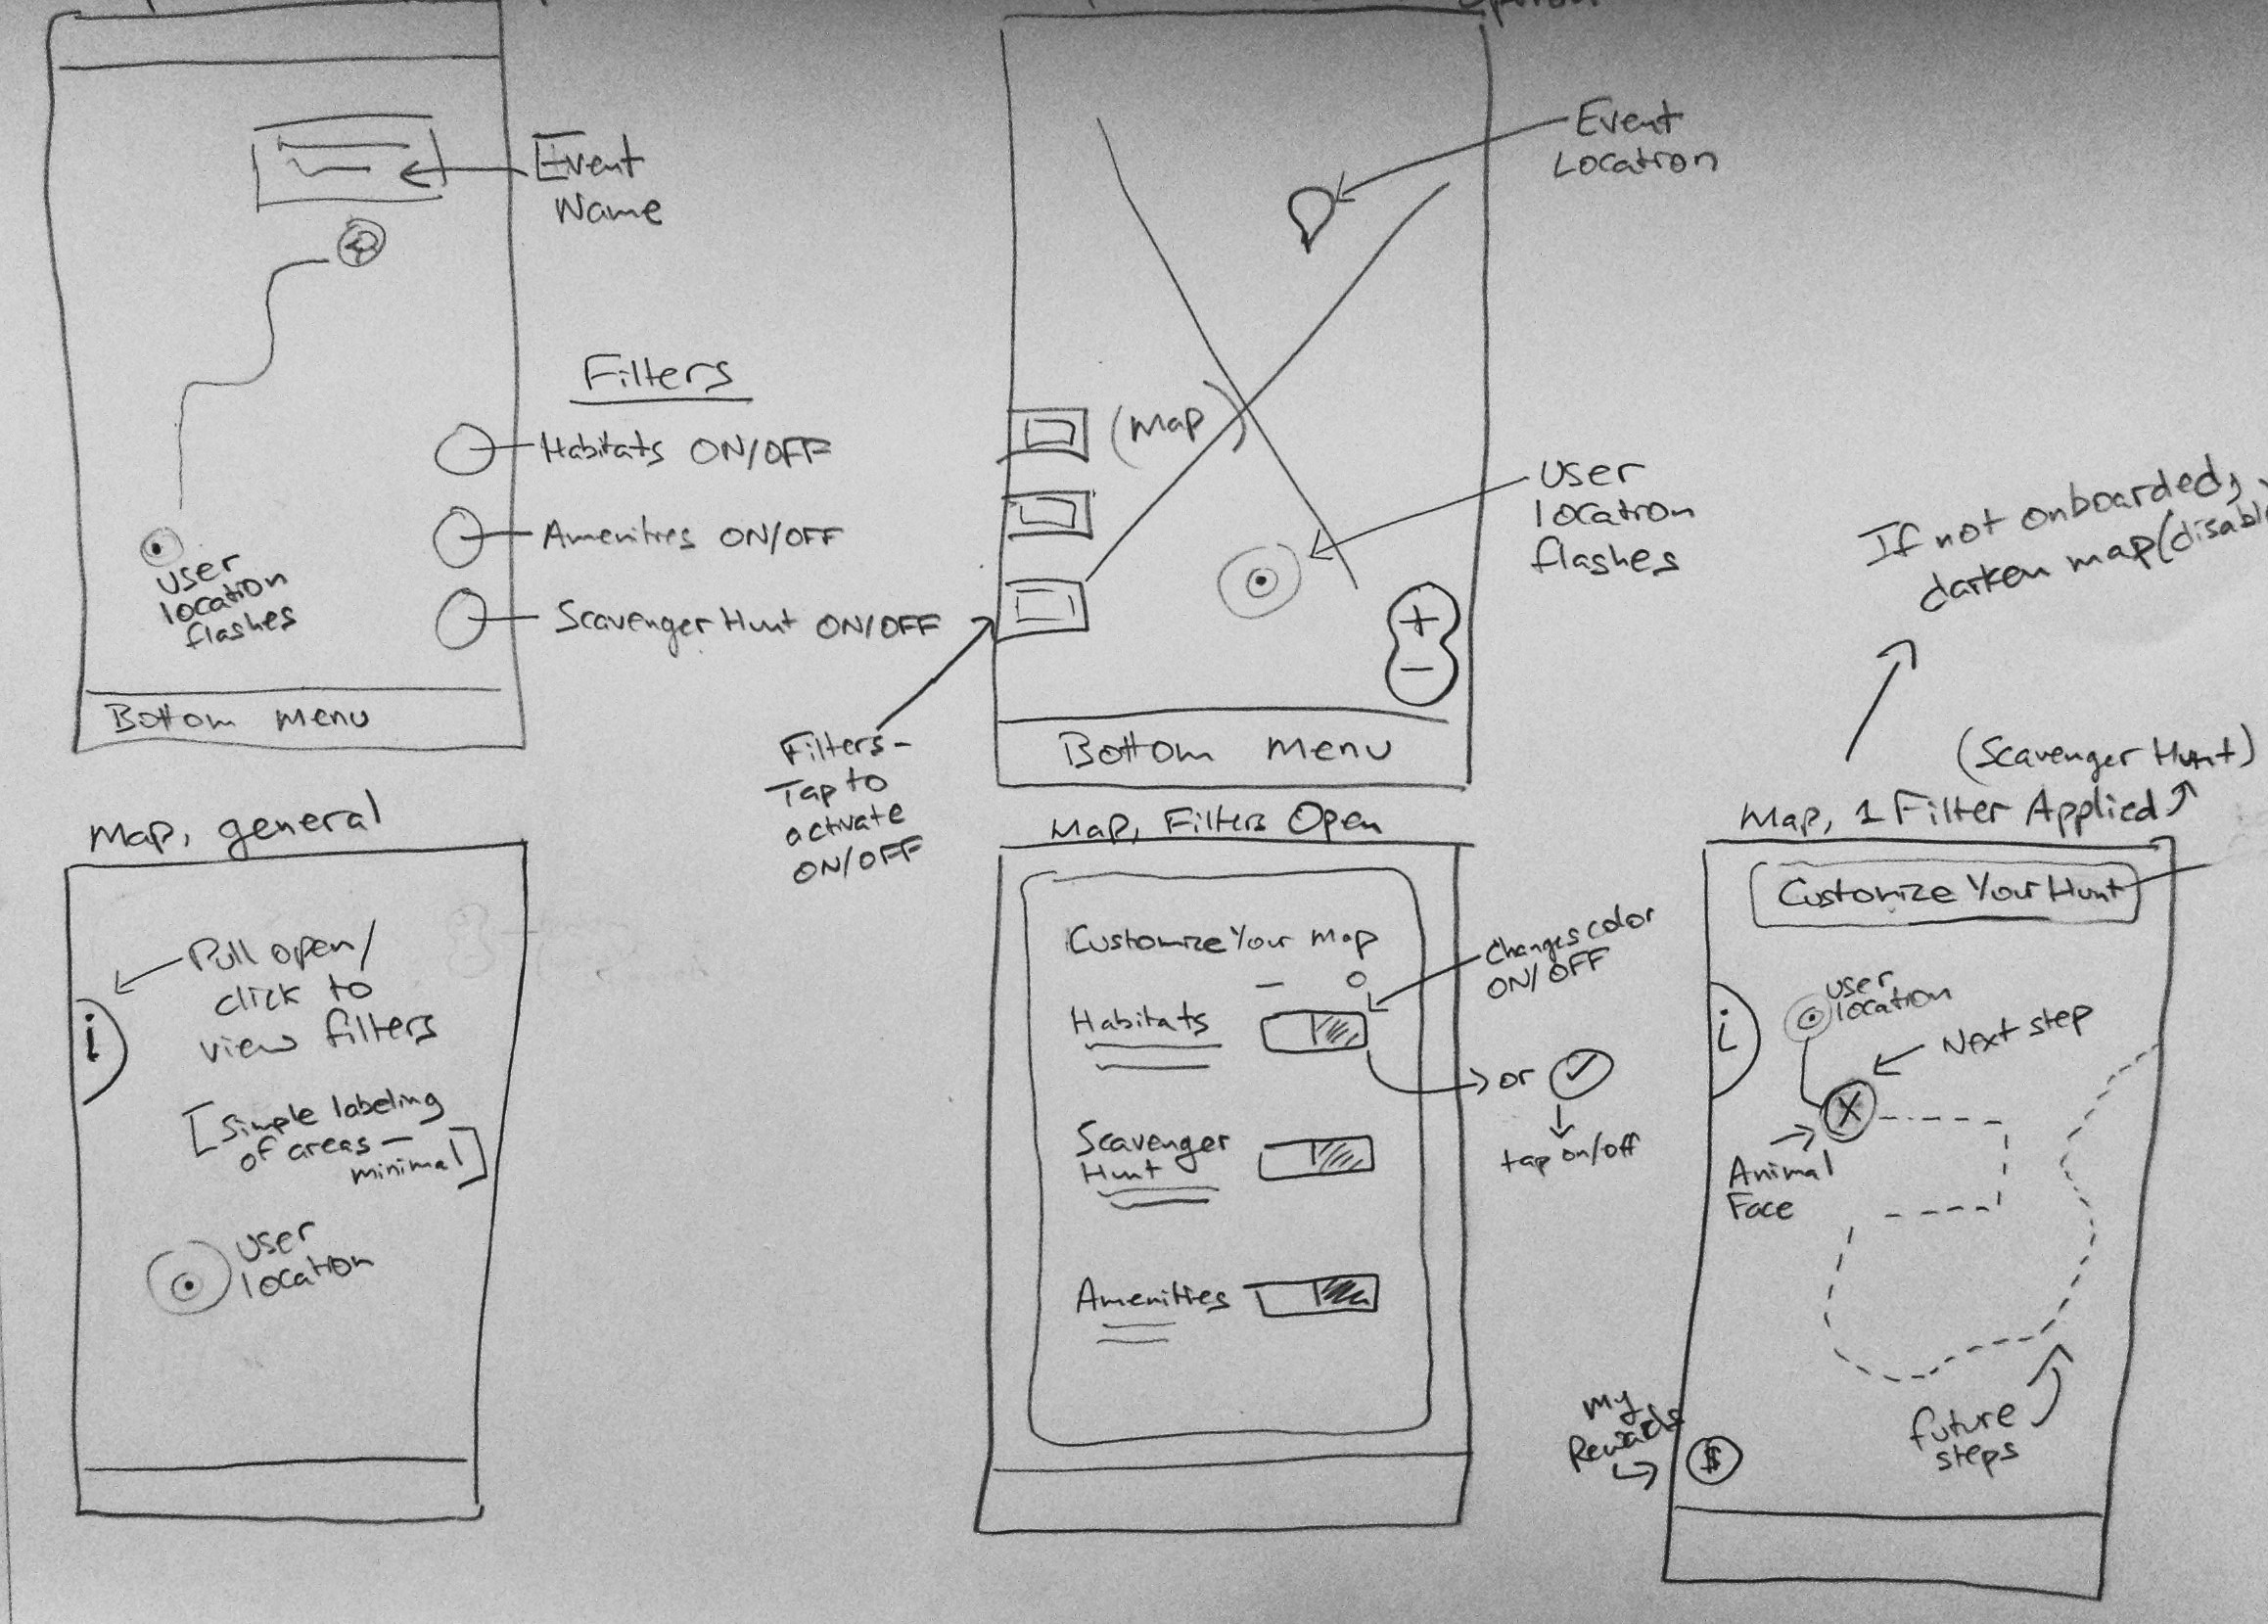 Event
Name
Filters
Habitats ON/OFF
Amenities ON/OFF
Scavenger Hunt ON/OFF
User
location
flashes
Bottom menu
Event
Location
(Map)
User
location
flashes
+
-
Filters -
Tap to
activate
ON/OFF
Bottom menu
If not onboarded,
darken map (disabl
(Scavenger Hunt)
Map, general
Pull open/
click to
view filters
i
[Simple labeling
of areas -
minimal]
User
location
Map, Filters Open
Customize Your Map
- O
Changes color
ON/OFF
Habitats
or
tap on/off
Scavenger
Hunt
Amenities
Map, 1 Filter Applied
Customize Your Hunt
User
location
i
Next step
X
Animal
Face
future
steps
My
Rewards
$